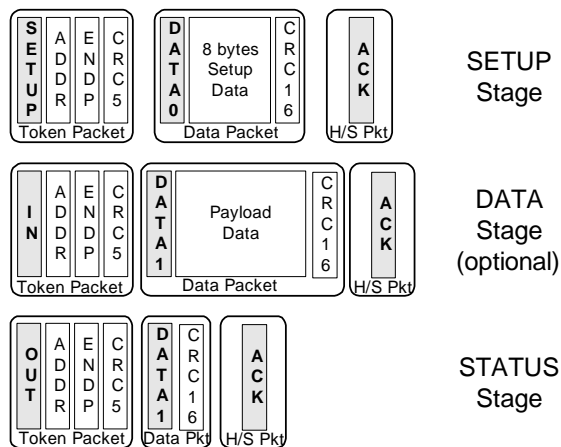 SETUP
ADDR
ENDP
CRC5
Token Packet
DATA0
8 bytes
Setup
Data
CRC16
Data Packet
ACK
H/S Pkt
SETUP
Stage
IN
ADDR
ENDP
CRC5
Token Packet
DATA1
Payload
Data
CRC16
Data Packet
ACK
H/S Pkt
DATA
Stage
(optional)
OUT
ADDR
ENDP
CRC5
Token Packet
DATA1
CRC16
Data Pkt
ACK
H/S Pkt
STATUS
Stage